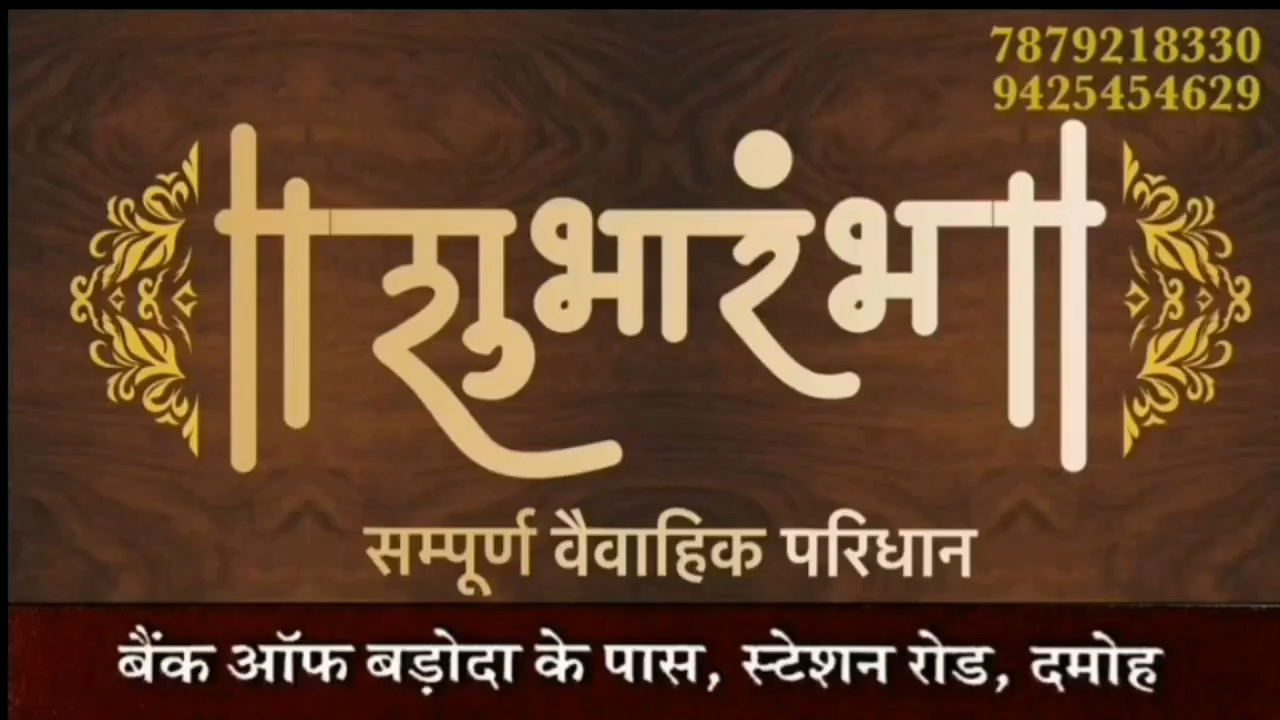 7879218330
9425454629
॥ शुभारंभ ॥
सम्पूर्ण वैवाहिक परिधान
बैंक ऑफ बड़ोदा के पास, स्टेशन रोड, दमोह